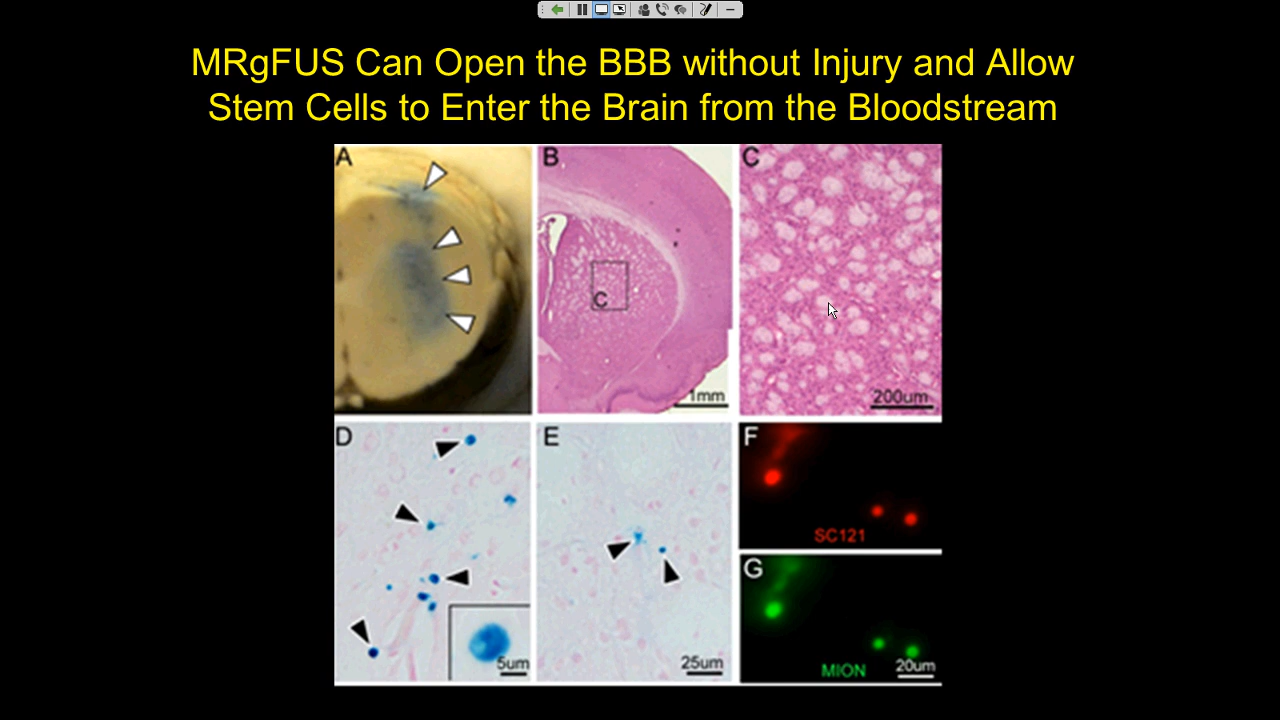 MRgFUS Can Open the BBB without Injury and Allow
Stem Cells to Enter the Brain from the Bloodstream
A
B
C
C
1mm
200um
D
E
F
SC121
G
5um
25um
MION
20um